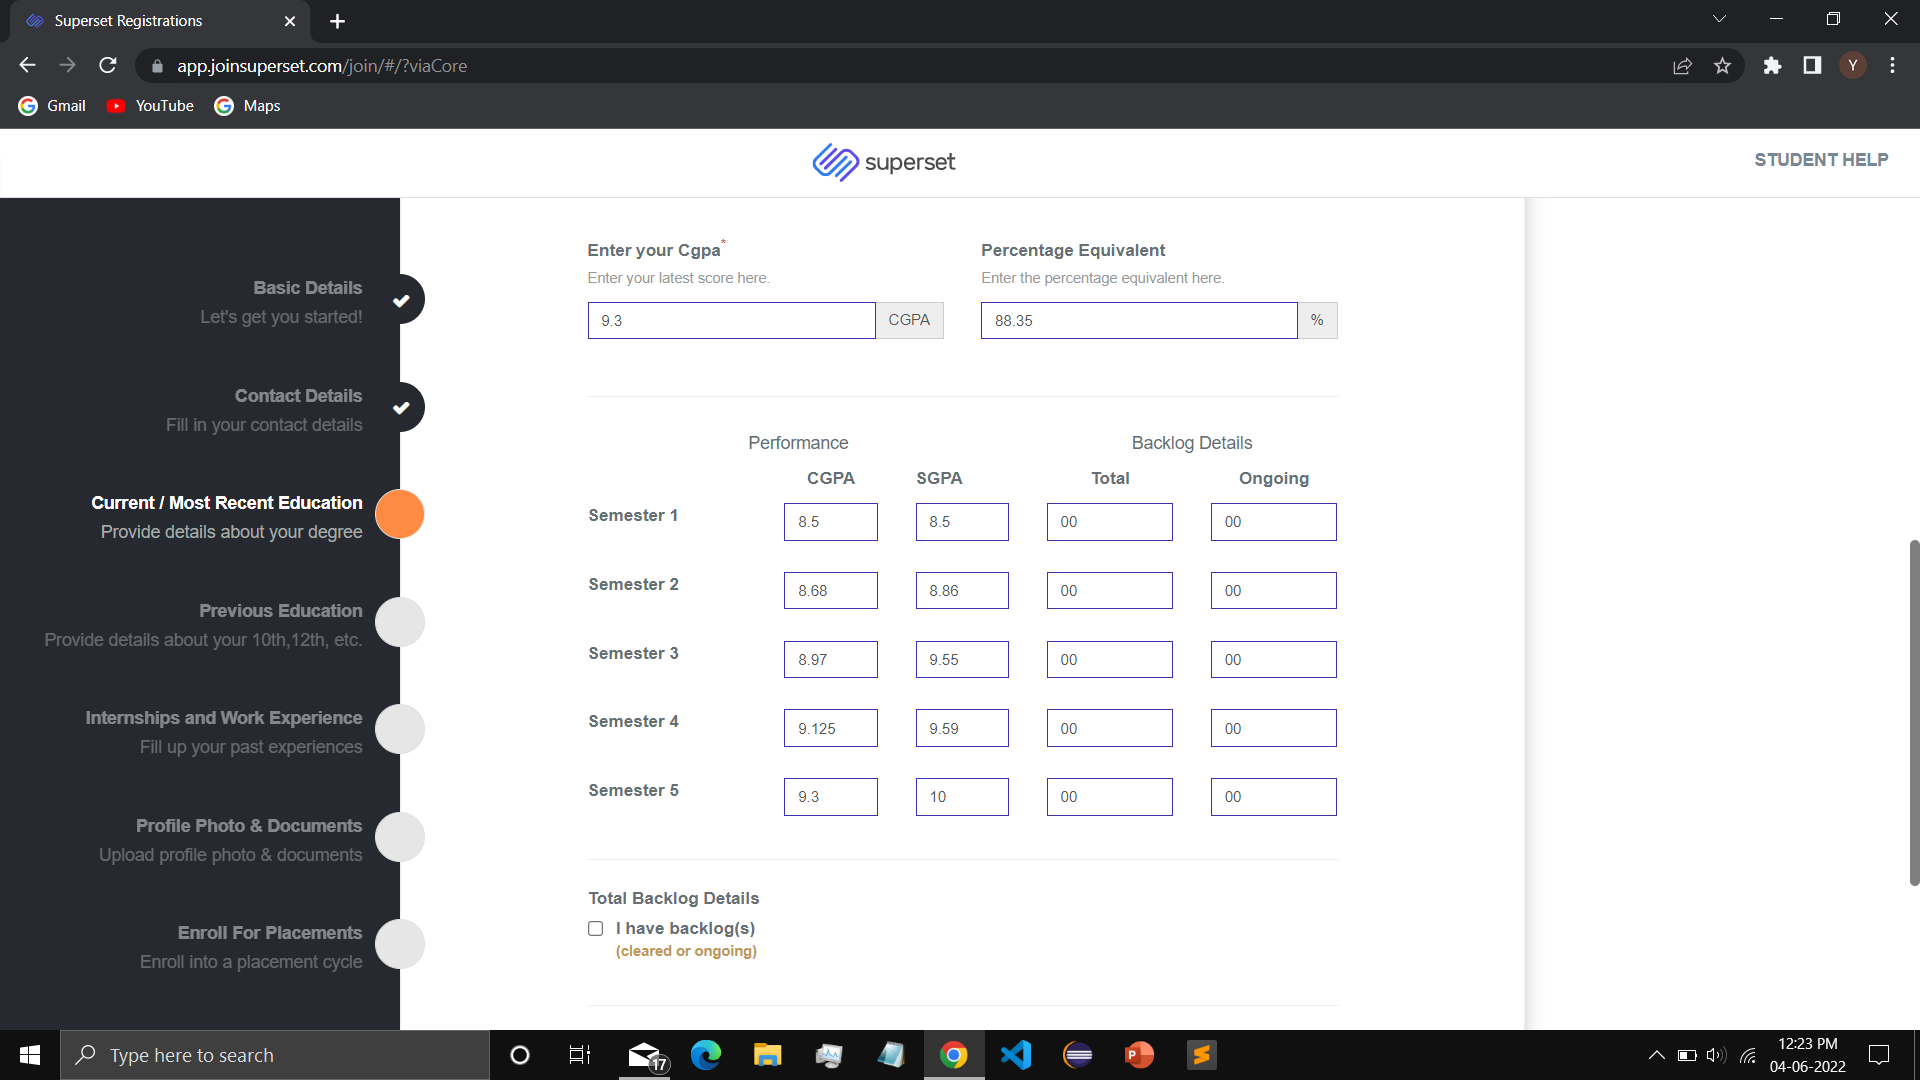 Superset Registrations
app.joinsuperset.com/join/#/?viaCore
Y
Gmail YouTube Maps
superset
STUDENT HELP
Basic Details
Let's get you started!
Contact Details
Fill in your contact details
Current / Most Recent Education
Provide details about your degree
Previous Education
Provide details about your 10th,12th, etc.
Internships and Work Experience
Fill up your past experiences
Profile Photo & Documents
Upload profile photo & documents
Enroll For Placements
Enroll into a placement cycle
Enter your Cgpa* Percentage Equivalent
Enter your latest score here. Enter the percentage equivalent here.
9.3 CGPA 88.35 %
Performance Backlog Details
CGPA SGPA Total Ongoing
Semester 1 8.5 8.5 00 00
Semester 2 8.68 8.86 00 00
Semester 3 8.97 9.55 00 00
Semester 4 9.125 9.59 00 00
Semester 5 9.3 10 00 00
Total Backlog Details
I have backlog(s)
(cleared or ongoing)
Type here to search
17
P
12:23 PM
04-06-2022